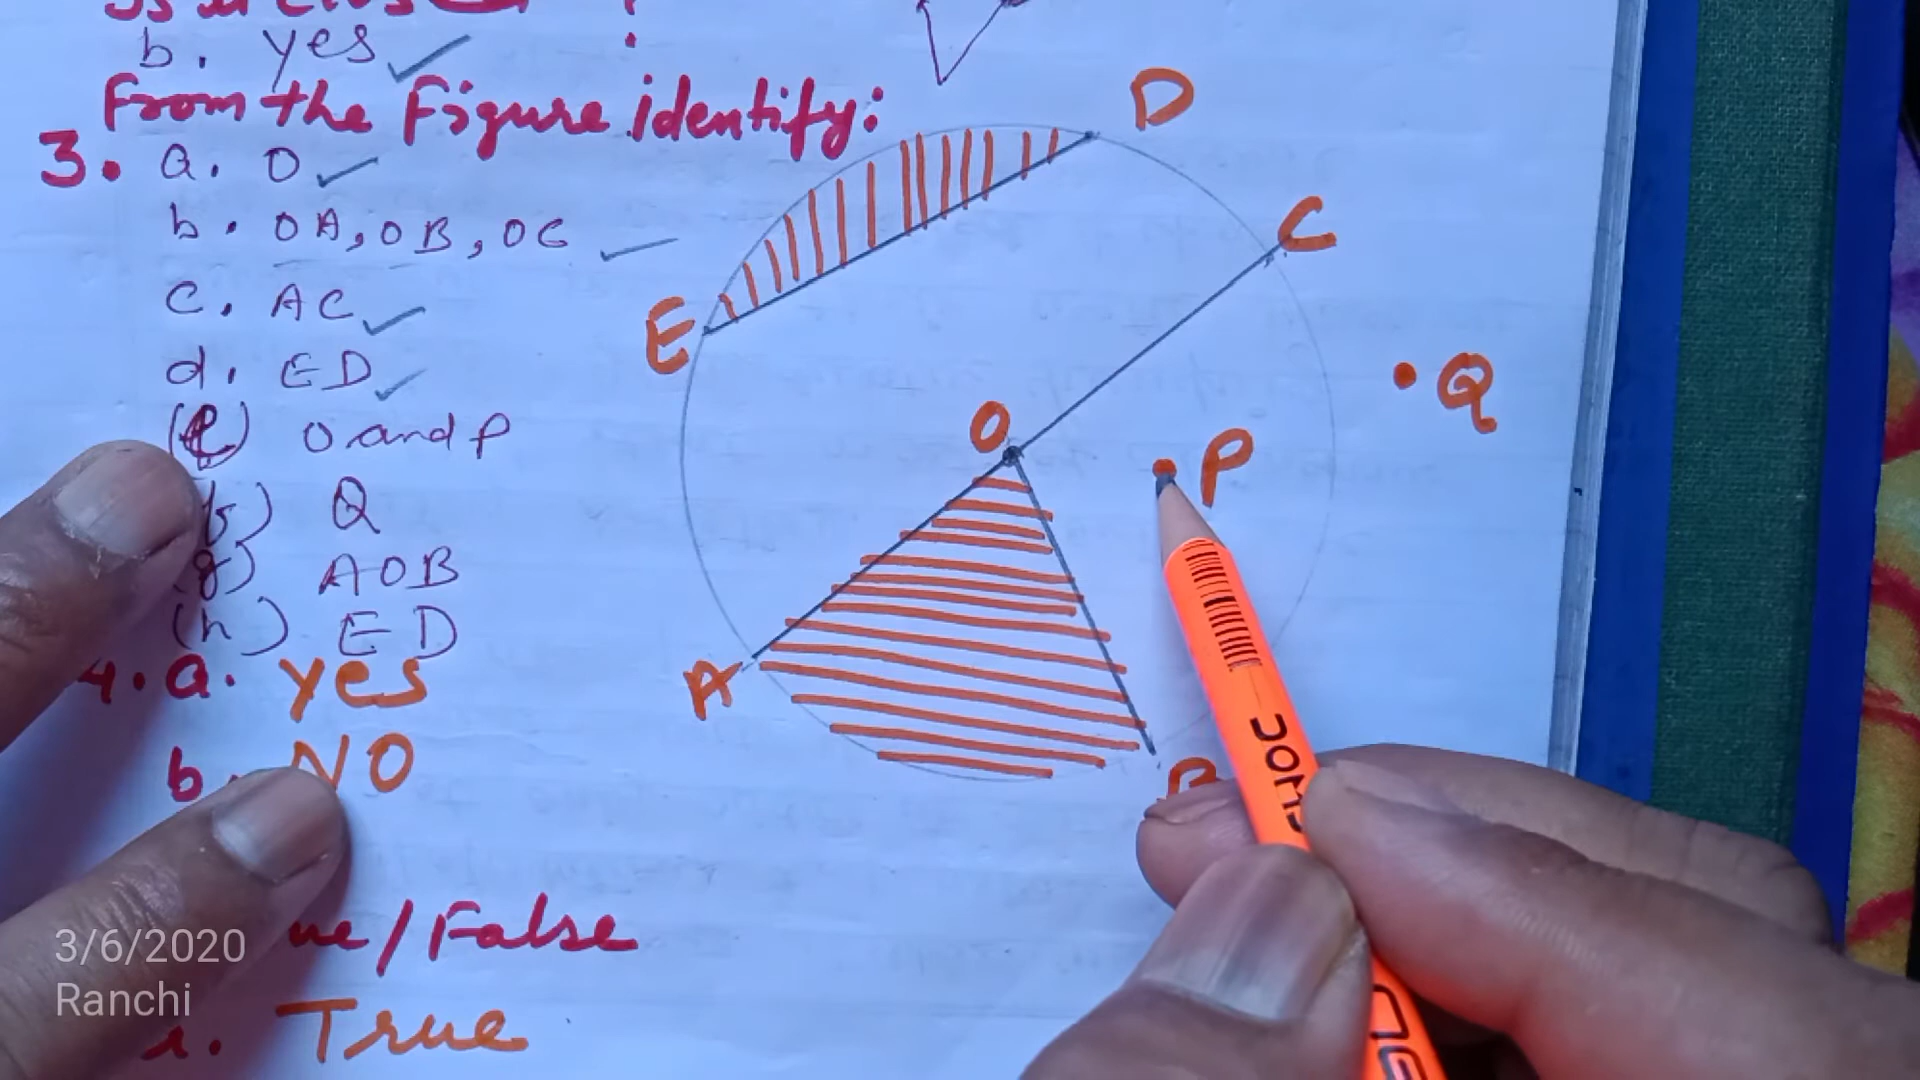 b. yes
From the Figure identify:
3. a. O
b. OA, OB, OC
c. AC
d. ED
(e) O and P
Q
(g) AOB
(h) ED
4. a. yes
b. NO
/False
True
D
C
E
Q
O
P
A
DOMS
3/6/2020
Ranchi